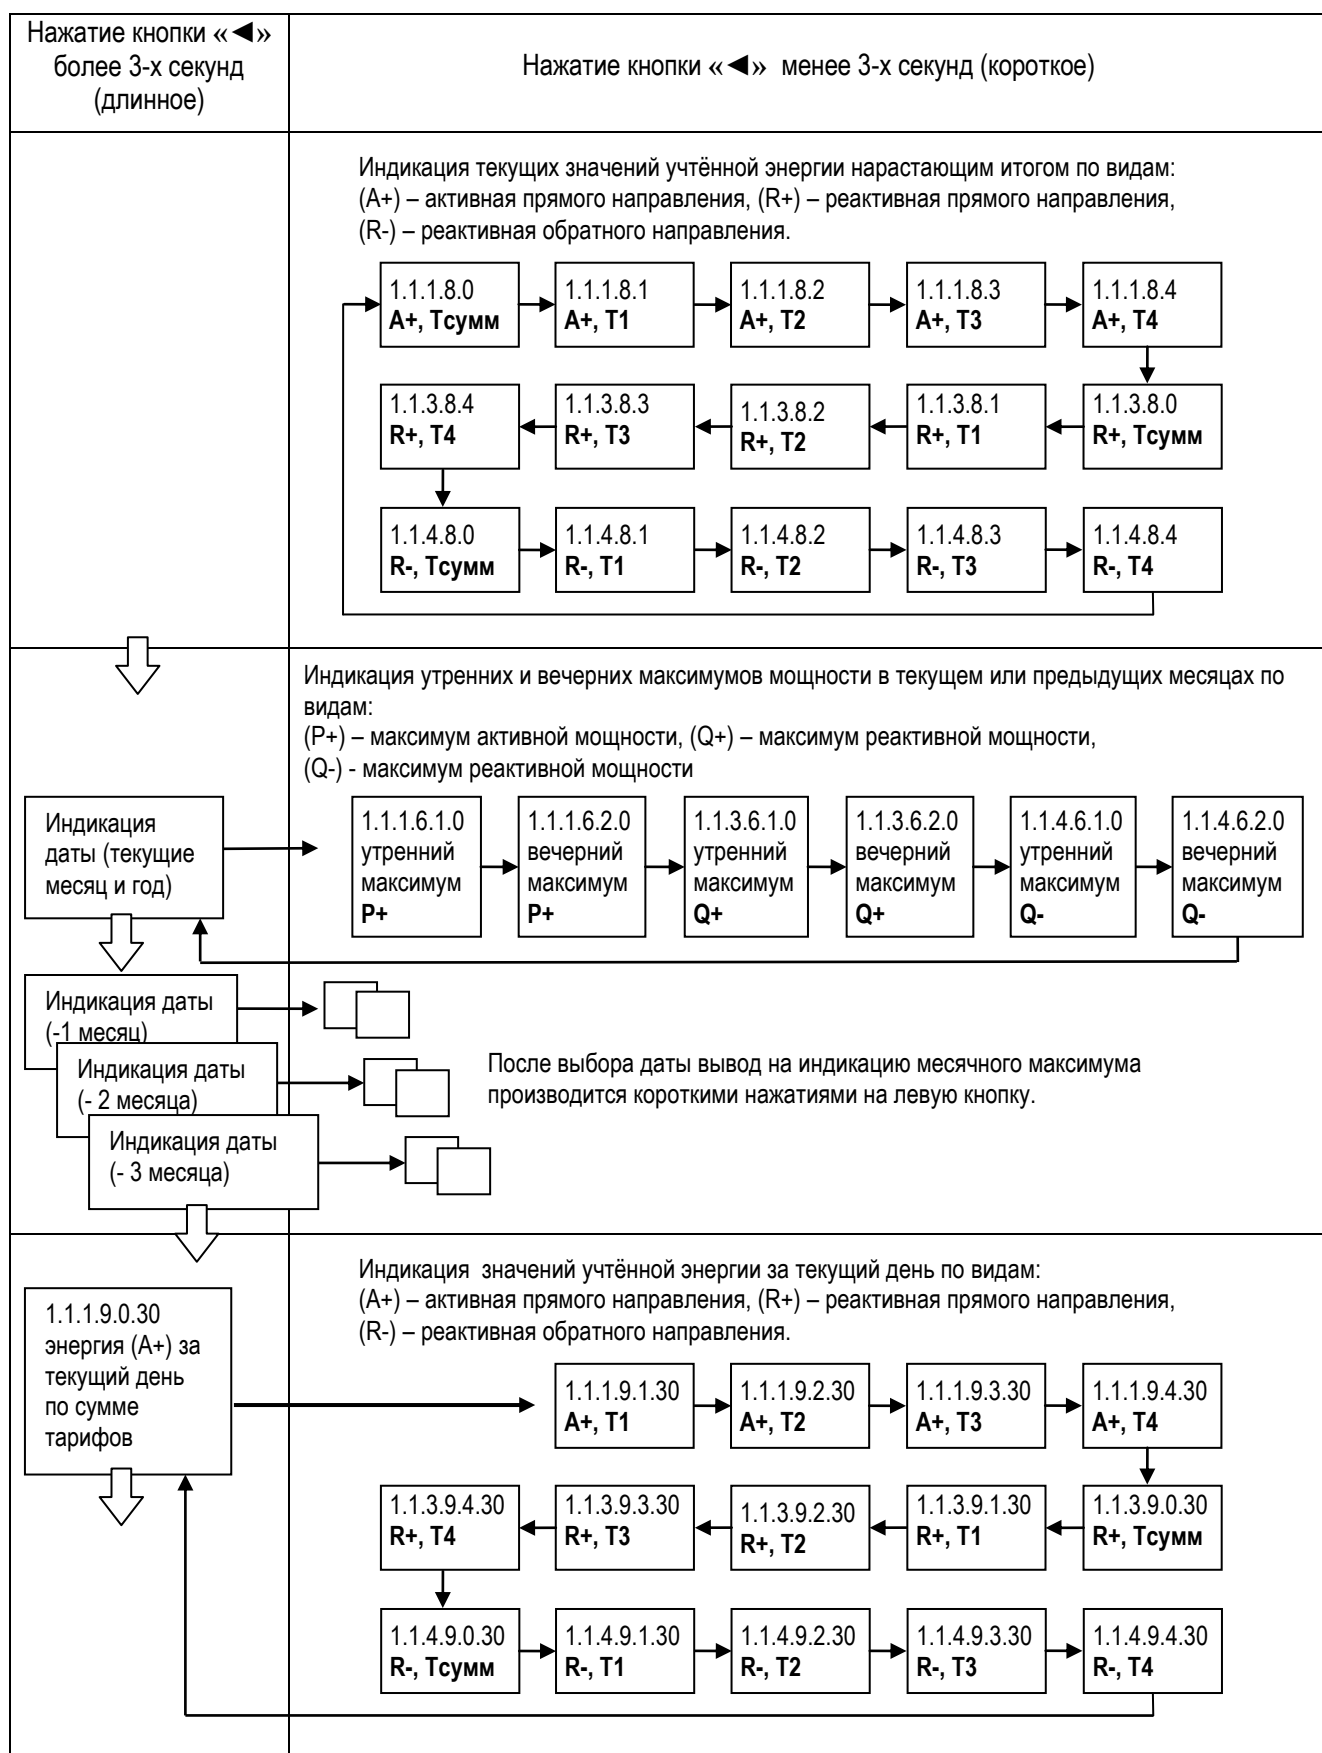 Нажатие кнопки «◄»
более 3-х секунд
(длинное)
Нажатие кнопки «◄» менее 3-х секунд (короткое)
Индикация текущих значений учтённой энергии нарастающим итогом по видам:
(А+) – активная прямого направления, (R+) – реактивная прямого направления,
(R-) – реактивная обратного направления.
1.1.1.8.0
А+, Тсумм
1.1.1.8.1
А+, Т1
1.1.1.8.2
А+, Т2
1.1.1.8.3
А+, Т3
1.1.1.8.4
А+, Т4
1.1.3.8.4
R+, Т4
1.1.3.8.3
R+, Т3
1.1.3.8.2
R+, Т2
1.1.3.8.1
R+, Т1
1.1.3.8.0
R+, Тсумм
1.1.4.8.0
R-, Тсумм
1.1.4.8.1
R-, Т1
1.1.4.8.2
R-, Т2
1.1.4.8.3
R-, Т3
1.1.4.8.4
R-, Т4
Индикация утренних и вечерних максимумов мощности в текущем или предыдущих месяцах по
видам:
(P+) – максимум активной мощности, (Q+) – максимум реактивной мощности,
(Q-) - максимум реактивной мощности
Индикация
даты (текущие
месяц и год)
1.1.1.6.1.0
утренний
максимум
P+
1.1.1.6.2.0
вечерний
максимум
P+
1.1.3.6.1.0
утренний
максимум
Q+
1.1.3.6.2.0
вечерний
максимум
Q+
1.1.4.6.1.0
утренний
максимум
Q-
1.1.4.6.2.0
вечерний
максимум
Q-
Индикация даты
(-1 месяц)
Индикация даты
(- 2 месяца)
Индикация даты
(- 3 месяца)
После выбора даты вывод на индикацию месячного максимума
производится короткими нажатиями на левую кнопку.
Индикация значений учтённой энергии за текущий день по видам:
(А+) – активная прямого направления, (R+) – реактивная прямого направления,
(R-) – реактивная обратного направления.
1.1.1.9.0.30
энергия (А+) за
текущий день
по сумме
тарифов
1.1.1.9.1.30
А+, Т1
1.1.1.9.2.30
А+, Т2
1.1.1.9.3.30
А+, Т3
1.1.1.9.4.30
А+, Т4
1.1.3.9.4.30
R+, Т4
1.1.3.9.3.30
R+, Т3
1.1.3.9.2.30
R+, Т2
1.1.3.9.1.30
R+, Т1
1.1.3.9.0.30
R+, Тсумм
1.1.4.9.0.30
R-, Тсумм
1.1.4.9.1.30
R-, Т1
1.1.4.9.2.30
R-, Т2
1.1.4.9.3.30
R-, Т3
1.1.4.9.4.30
R-, Т4